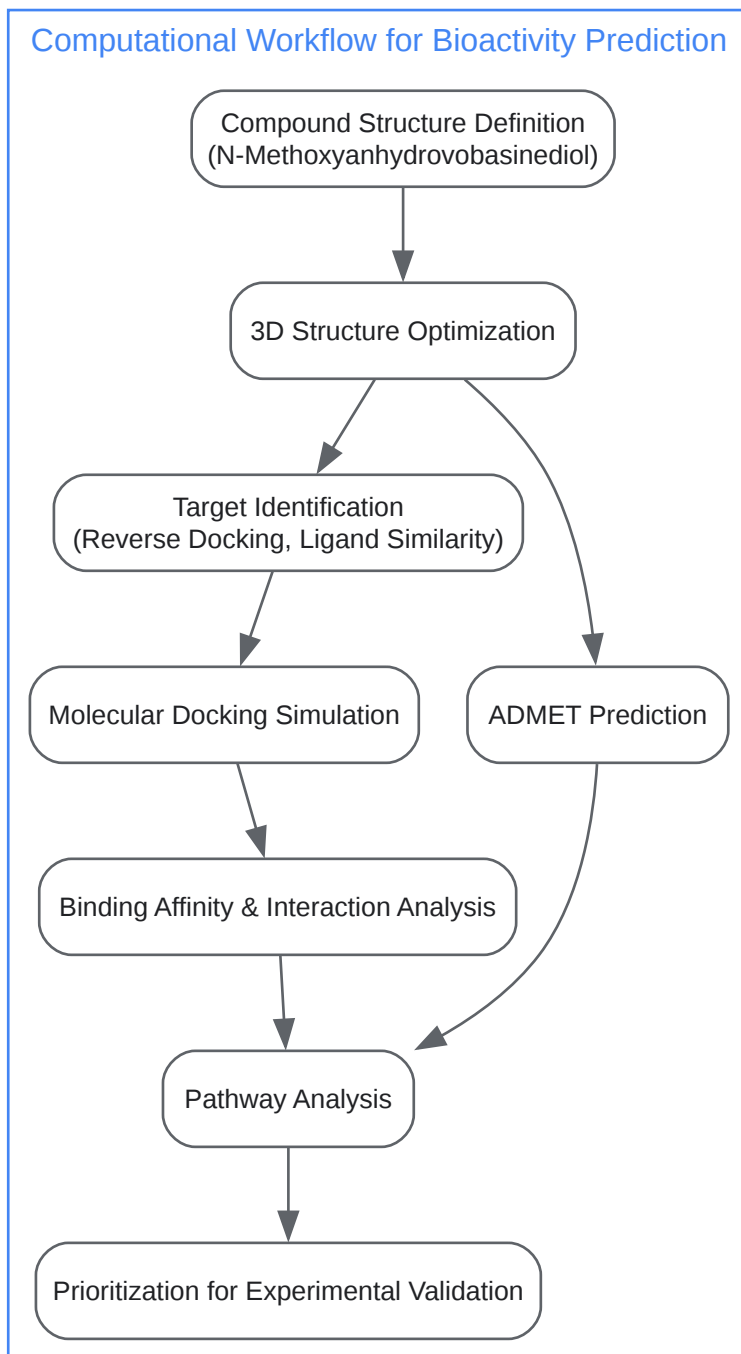 Computational Workflow for Bioactivity Prediction
Compound Structure Definition
(N-Methoxyanhydrovobasinediol)
3D Structure Optimization
Target Identification
(Reverse Docking, Ligand Similarity)
Molecular Docking Simulation
ADMET Prediction
Binding Affinity & Interaction Analysis
Pathway Analysis
Prioritization for Experimental Validation